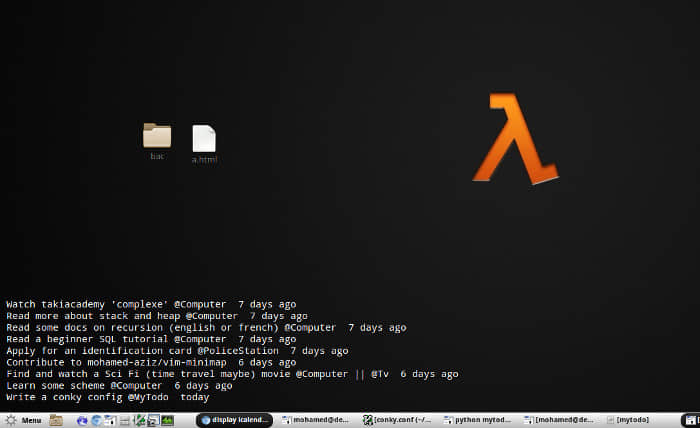 bac
a.html
Watch takiacademy 'complexe' @Computer  7 days ago
Read more about stack and heap @Computer  7 days ago
Read some docs on recursion (english or french) @Computer  7 days ago
Read a beginner SQL tutorial @Computer  7 days ago
Apply for an identification card @PoliceStation  7 days ago
Contribute to mohamed-aziz/vim-minimap  6 days ago
Find and watch a Sci Fi (time travel maybe) movie @Computer || @Tv  6 days ago
Learn some scheme @Computer  6 days ago
Write a conky config @MyTodo  today
Menu display icalend... mohamed@de... [conky.conf (~/... python mytod... [mohamed@de... [mytodo]